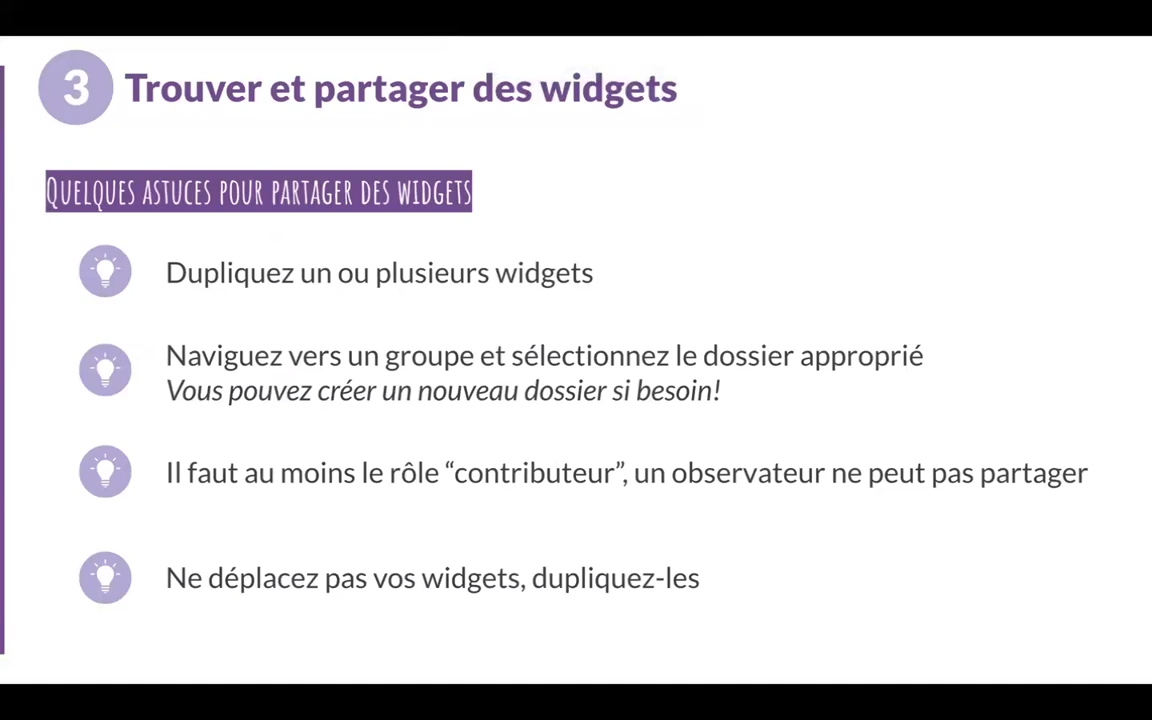 3 Trouver et partager des widgets
Quelques astuces pour partager des widgets
Dupliquez un ou plusieurs widgets
Naviguez vers un groupe et sélectionnez le dossier approprié
Vous pouvez créer un nouveau dossier si besoin!
Il faut au moins le rôle “contributeur”, un observateur ne peut pas partager
Ne déplacez pas vos widgets, dupliquez-les